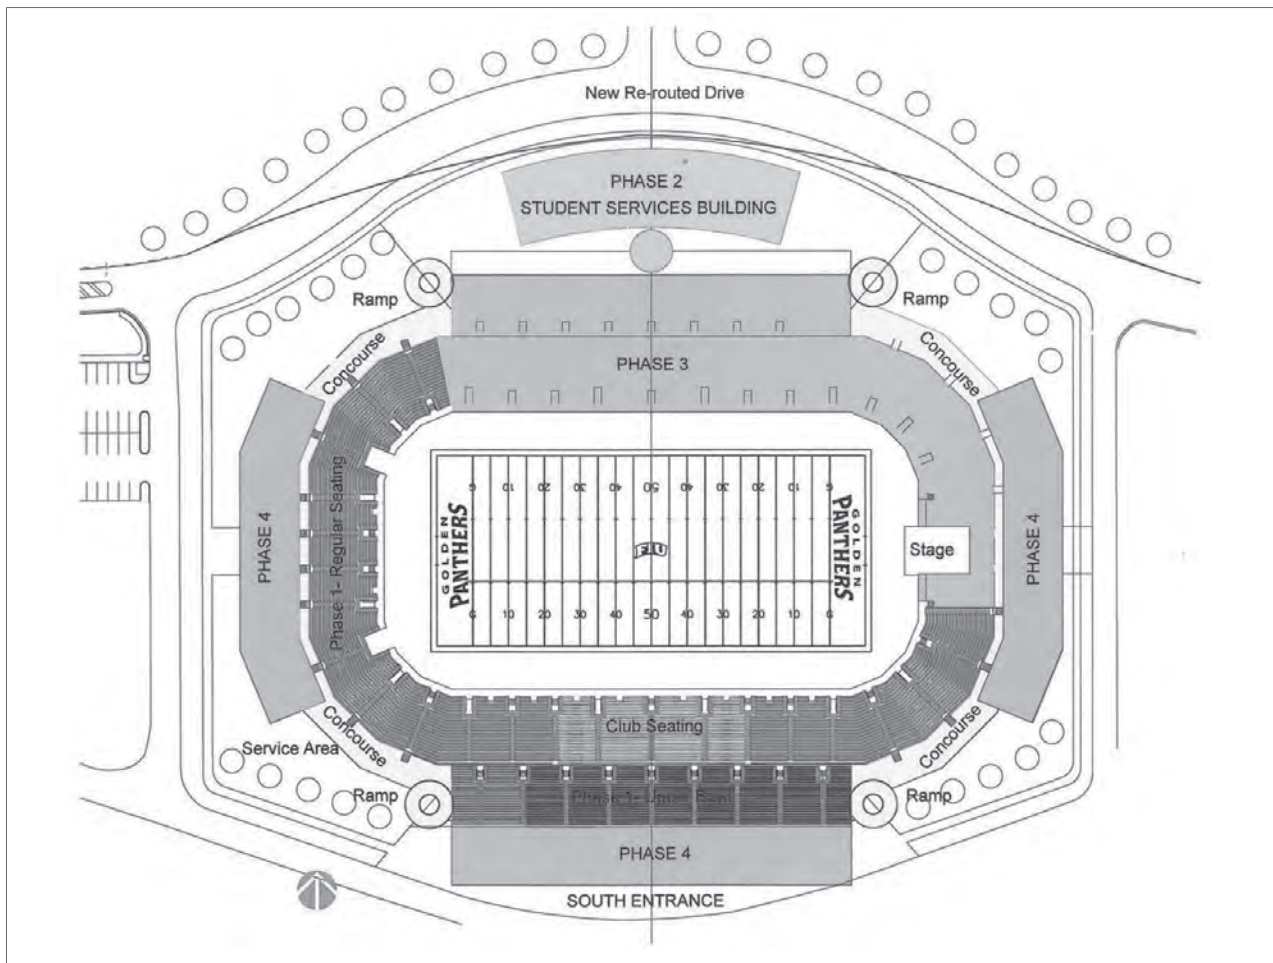 New Re-routed Drive
PHASE 2
STUDENT SERVICES BUILDING
Ramp
Ramp
Concourse
PHASE 3
Concourse
G 10 20 30 40 50 40 30 20 10 G
PHASE 4
Phase 1- Regular Seating
GOLDEN
PANTHERS
GOLDEN
PANTHERS
Stage
PHASE 4
G 10 20 30 40 50 40 30 20 10 G
Club Seating
Concourse
Concourse
Service Area
Ramp
Phase 1- Upper
Ramp
PHASE 4
SOUTH ENTRANCE